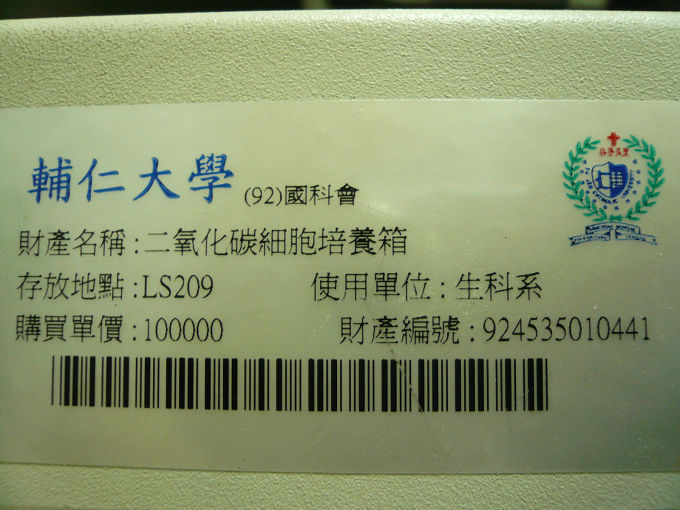 輔仁大學 (92)國科會
財產名稱：二氧化碳細胞培養箱
存放地點：LS209 使用單位：生科系
購買單價：100000 財產編號：924535010441